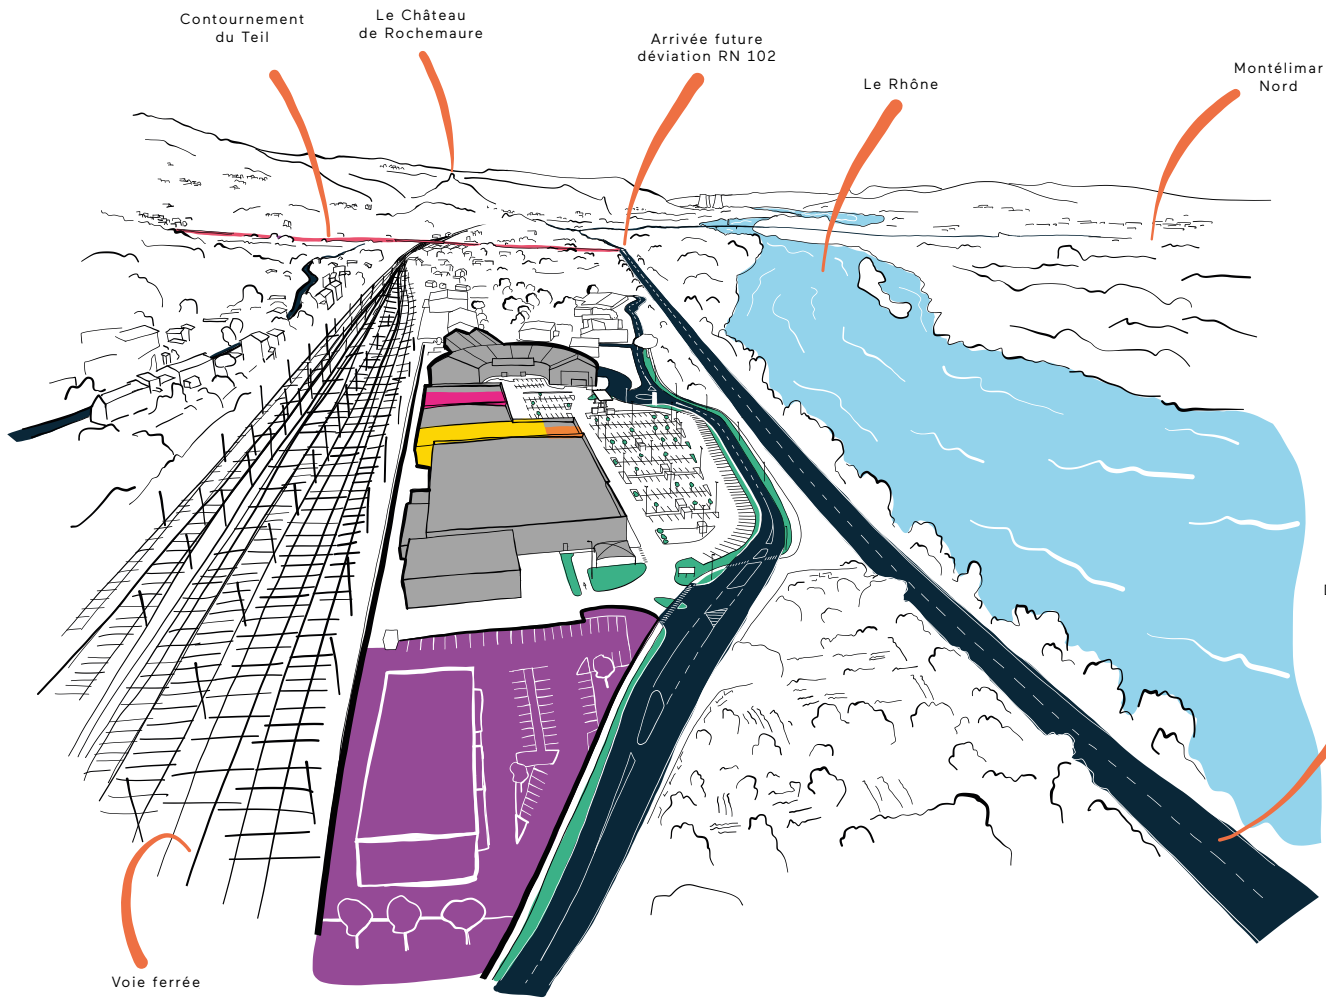 Contournement
du Teil
Le Château
de Rochemaure
Arrivée future
déviation RN 102
Le Rhône
Montélimar
Nord
Voie ferrée